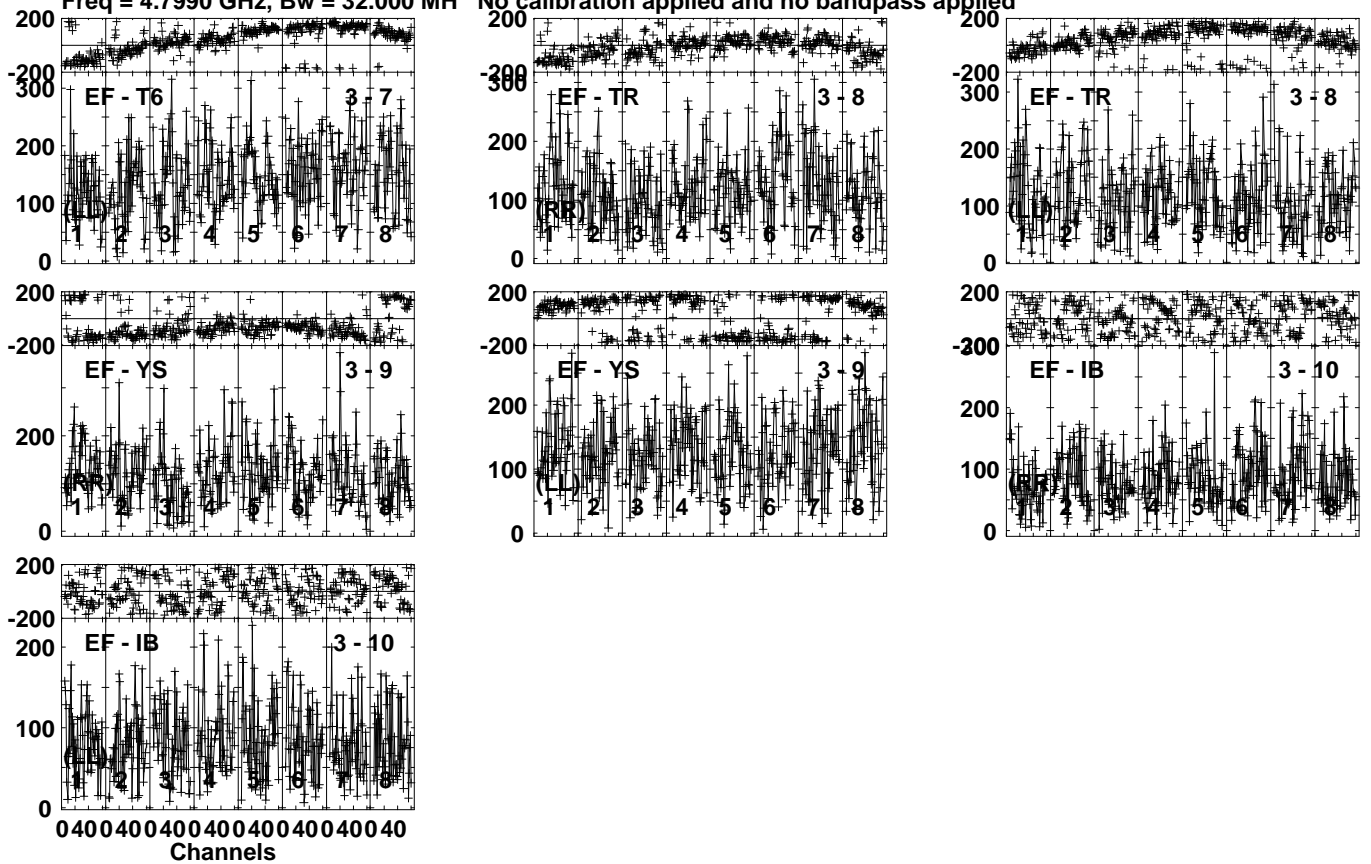 Freq = 4.7990 GHz, Bw = 32.000 MH No calibration applied and no bandpass applied
200
-200
300
200
100
0
EF - T6 3 - 7
(LL)
1 2 3 4 5 6 7 8
200
-200
300
200
100
0
EF - TR 3 - 8
(RR)
1 2 3 4 5 6 7 8
200
-200
300
200
100
0
EF - TR 3 - 8
(LL)
1 2 3 4 5 6 7 8
200
-200
200
0
EF - YS 3 - 9
(RR)
1 2 3 4 5 6 7 8
200
-200
200
100
0
EF - YS 3 - 9
(LL)
1 2 3 4 5 6 7 8
200
-200
300
200
100
0
EF - IB 3 - 10
(RR)
1 2 3 4 5 6 7 8
200
-200
200
100
0
EF - IB 3 - 10
(LL)
1 2 3 4 5 6 7 8
0 40 0 40 0 40 0 40 0 40 0 40 0 40 0 40
Channels